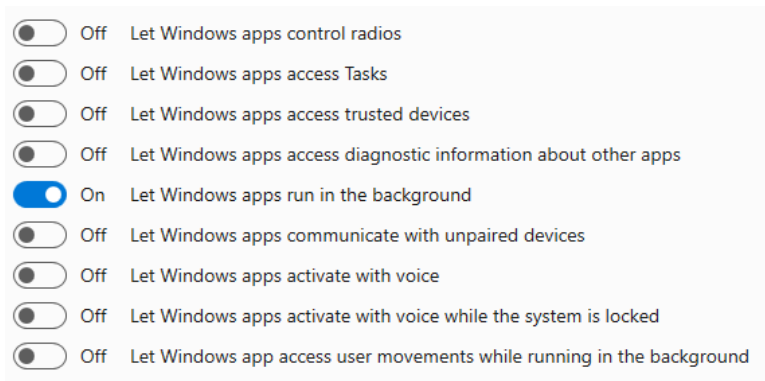 Off Let Windows apps control radios
Off Let Windows apps access Tasks
Off Let Windows apps access trusted devices
Off Let Windows apps access diagnostic information about other apps
On Let Windows apps run in the background
Off Let Windows apps communicate with unpaired devices
Off Let Windows apps activate with voice
Off Let Windows apps activate with voice while the system is locked
Off Let Windows app access user movements while running in the background